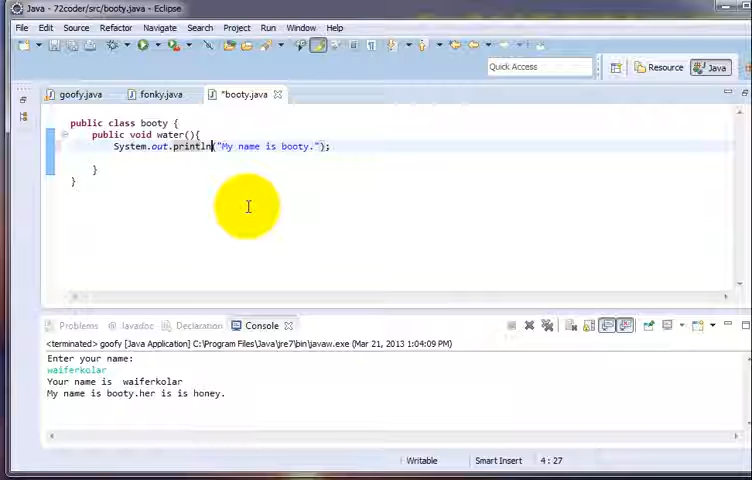 Java - 72coder/src/booty.java - Eclipse
File Edit Source Refactor Navigate Search Project Run Window Help
Quick Access Resource Java
goofy.java fonky.java *booty.java
public class booty {
public void water(){
System.out.println("My name is booty.");
}
}
Problems Javadoc Declaration Console
<terminated> goofy [Java Application] C:\Program Files\Java\jre7\bin\javaw.exe (Mar 21, 2013 1:04:09 PM)
Enter your name:
waiferkolar
Your name is  waiferkolar
My name is booty.her is is honey.
Writable Smart Insert 4 : 27